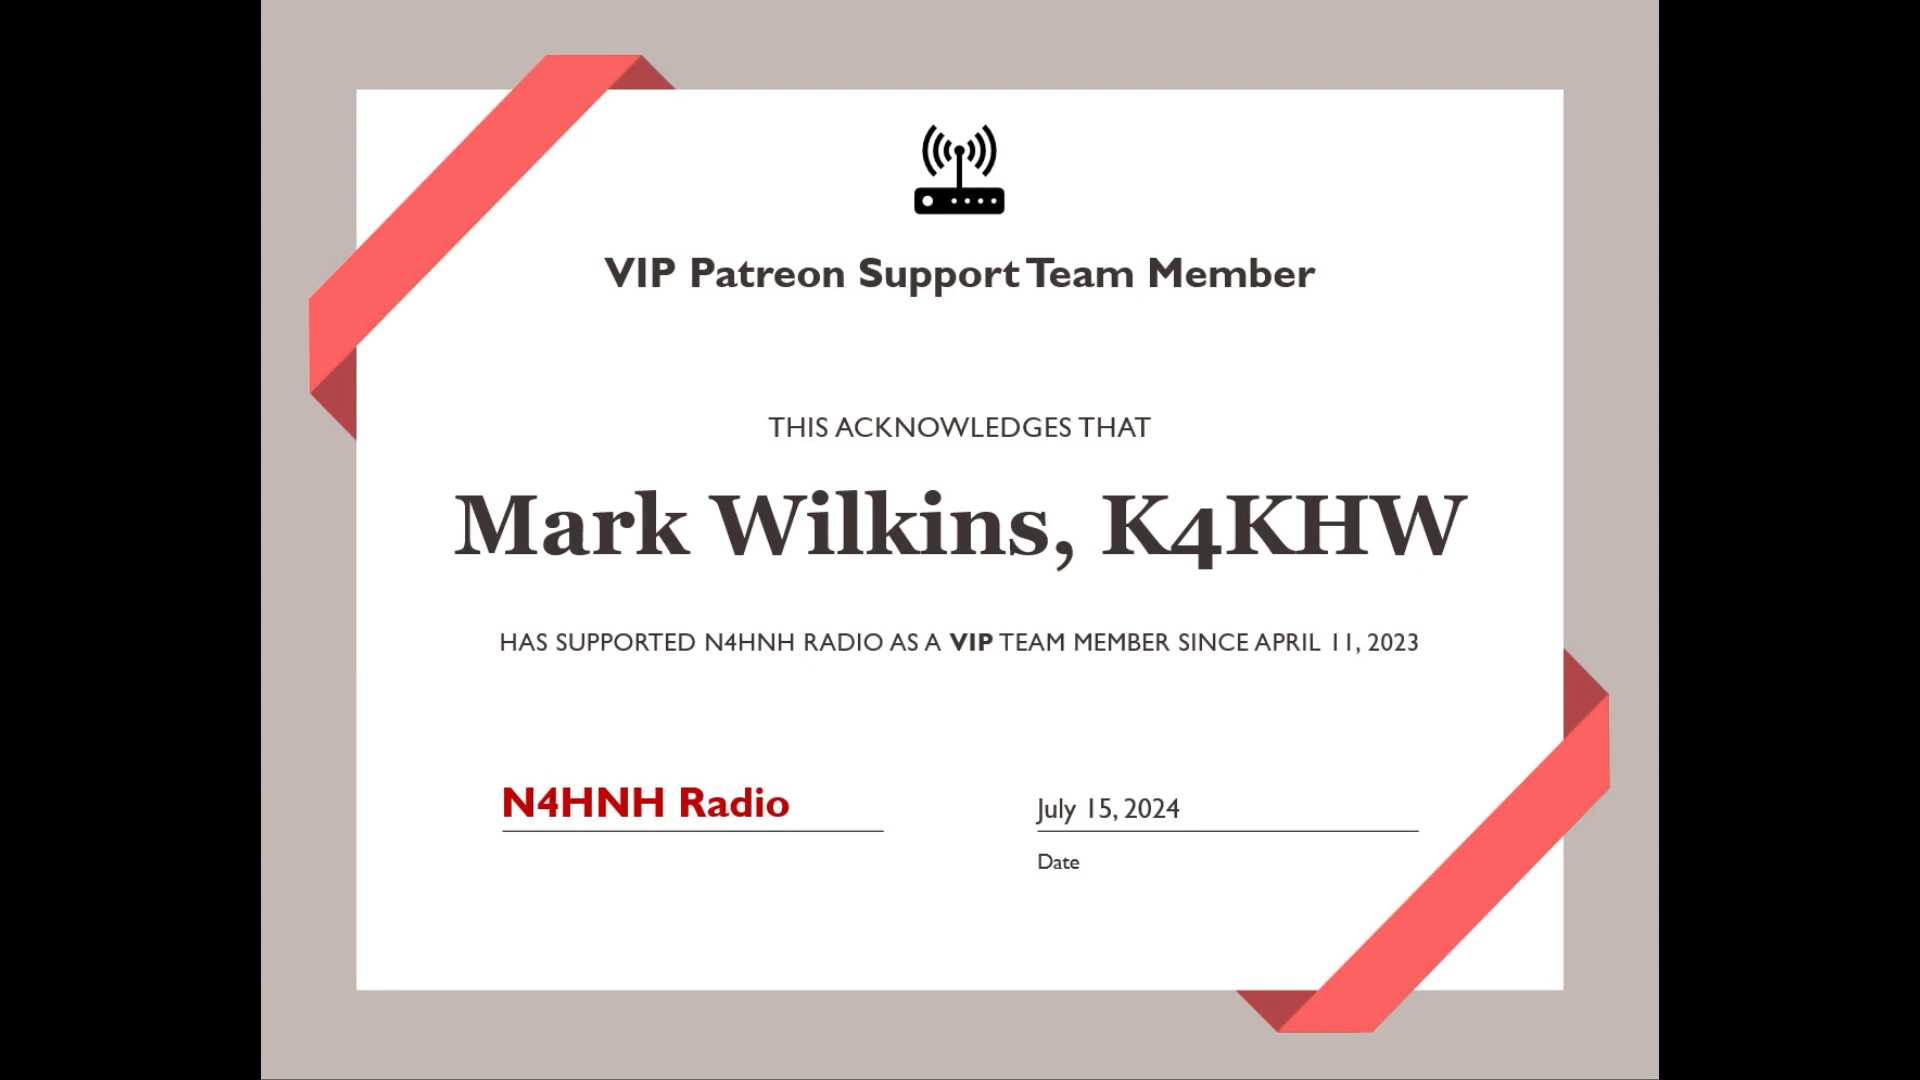 VIP Patreon Support Team Member
THIS ACKNOWLEDGES THAT
Mark Wilkins, K4KHW
HAS SUPPORTED N4HNH RADIO AS A VIP TEAM MEMBER SINCE APRIL 11, 2023
N4HNH Radio
July 15, 2024
Date